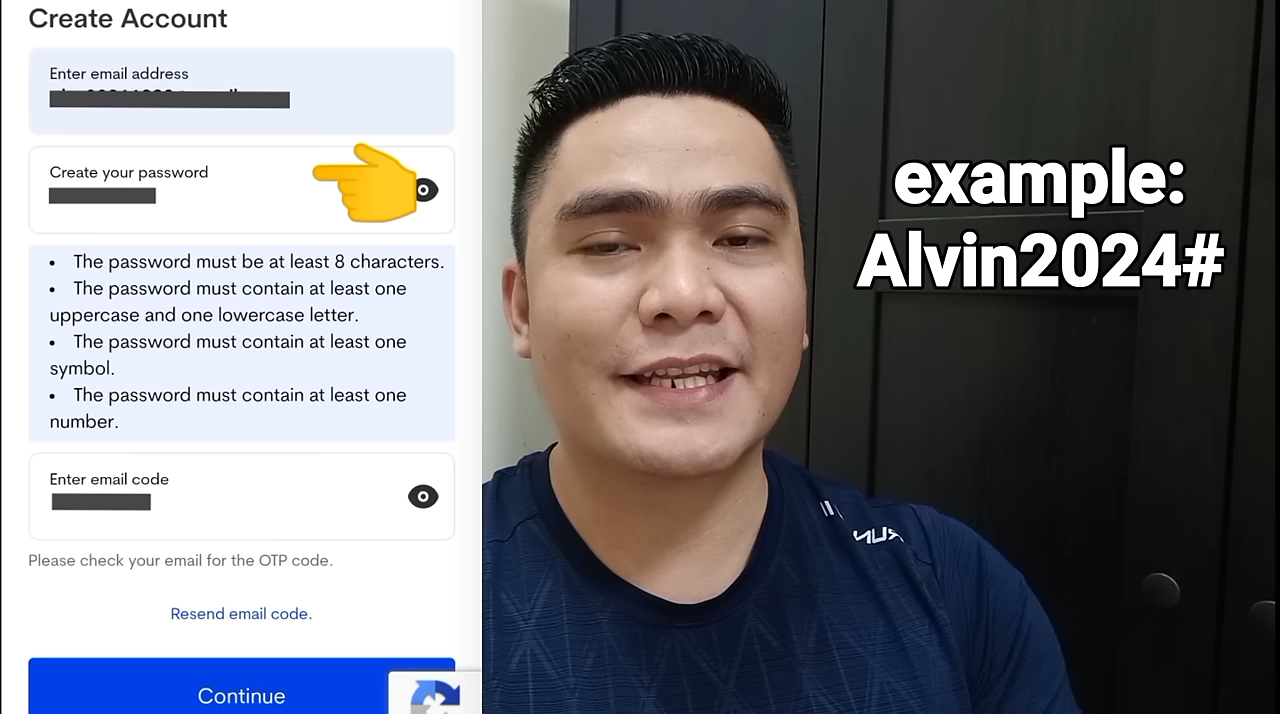 Create Account
Enter email address
Create your password
• The password must be at least 8 characters.
• The password must contain at least one
uppercase and one lowercase letter.
• The password must contain at least one
symbol.
• The password must contain at least one
number.
Enter email code
Please check your email for the OTP code.
Resend email code.
Continue
example:
Alvin2024#
RUN